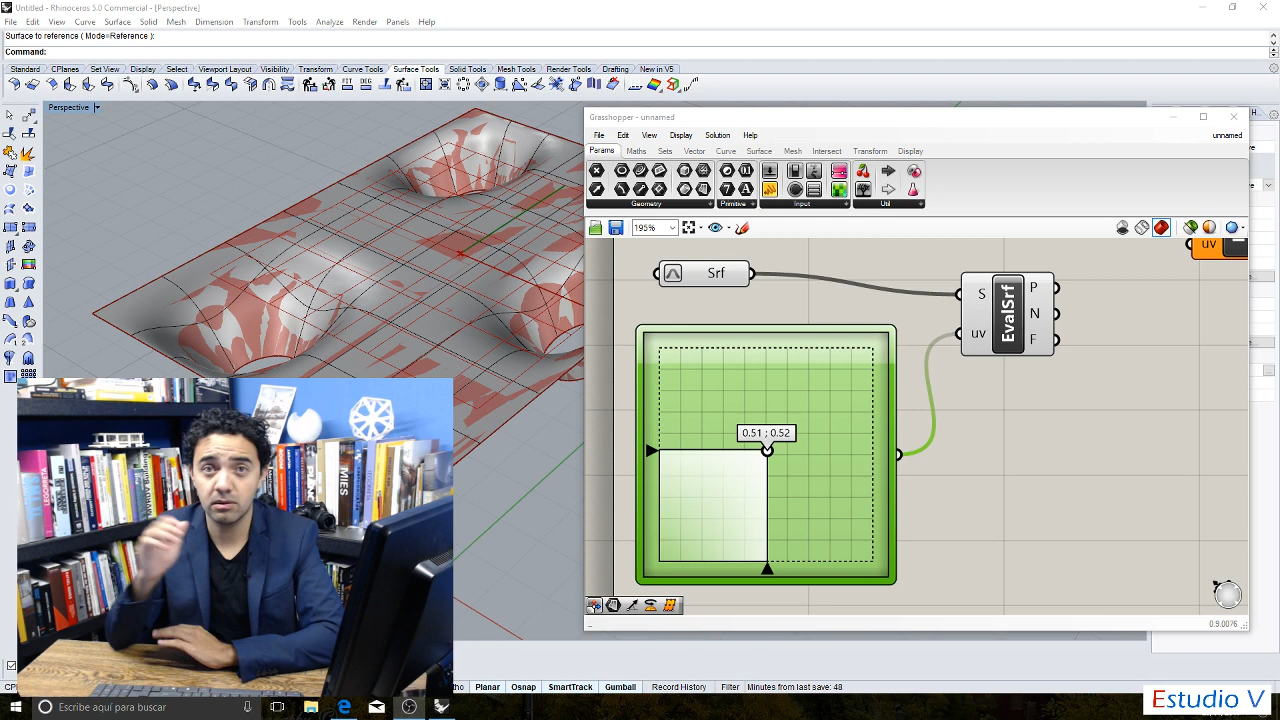 Untitled - Rhinoceros 5.0 Commercial - [Perspective]
File Edit View Curve Surface Solid Mesh Dimension Transform Tools Analyze Render Panels Help
Surface to reference ( Mode=Reference ):
Command:
Standard CPlanes Set View Display Select Viewport Layout Visibility Transform Curve Tools Surface Tools Solid Tools Mesh Tools Render Tools Drafting New in V5
Perspective
Grasshopper - unnamed
File Edit View Display Solution Help unnamed
Params Maths Sets Vector Curve Surface Mesh Intersect Transform Display
Geometry Primitive Input Util
195%
uv
Srf
S
uv
EvalSrf
P
N
F
0.51 ; 0.52
MIES
0.9.0076
Planar Osnap SmartTrack Gumball Record History Filter Minutes from last save: 48
Escribe aquí para buscar
Estudio V